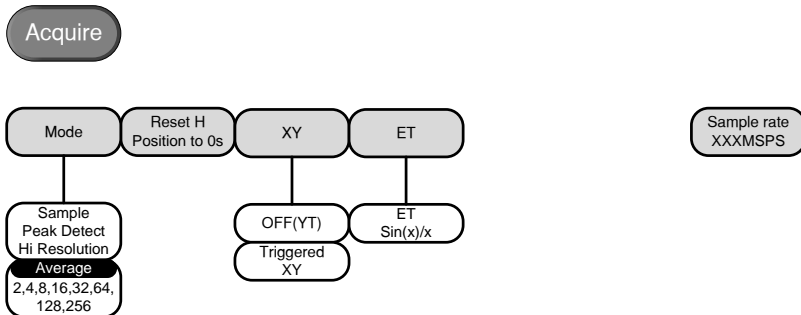 Acquire
Mode
Reset H
Position to 0s
XY
ET
Sample rate
XXXMSPS
Sample
Peak Detect
Hi Resolution
Average
2,4,8,16,32,64,
128,256
OFF(YT)
Triggered
XY
ET
Sin(x)/x